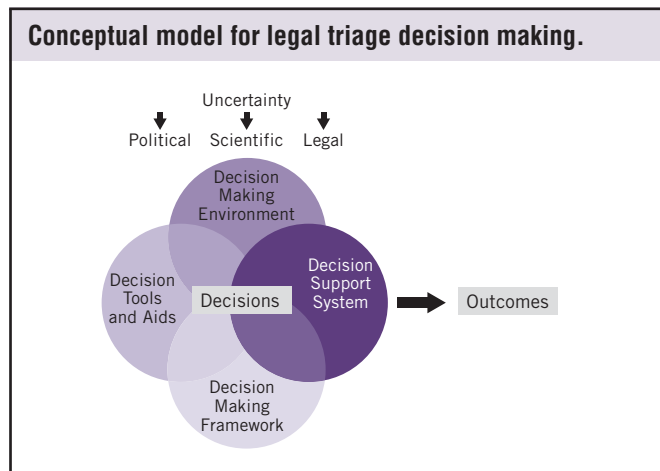 Conceptual model for legal triage decision making.
Uncertainty
Political Scientific Legal
Decision
Making
Environment
Decision
Tools
and Aids
Decisions
Decision
Support
System
Outcomes
Decision
Making
Framework